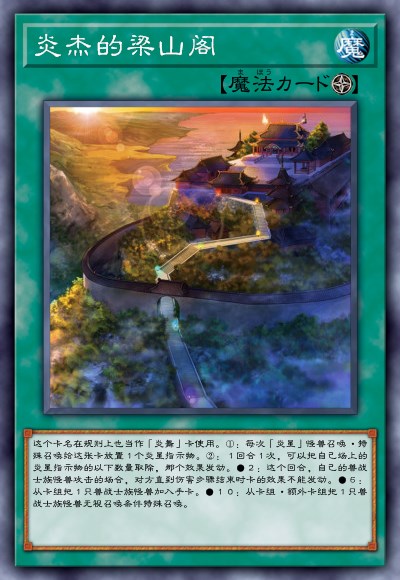 炎杰的梁山阁
魔
【魔法カード】
ま ほう
这个卡名在规则上也当作「炎舞」卡使用。①：每次「炎星」怪兽召唤·特
殊召唤给这张卡放置1个炎星指示物。②：1回合1次，可以把自己场上的
炎星指示物的以下数量取除，那个效果发动。●2：这个回合，自己的兽战
士族怪兽攻击的场合，对方直到伤害步骤结束时卡的效果不能发动。●6：
从卡组把1只兽战士族怪兽加入手卡。●10：从卡组·额外卡组把1只兽
战士族怪兽无视召唤条件特殊召唤。